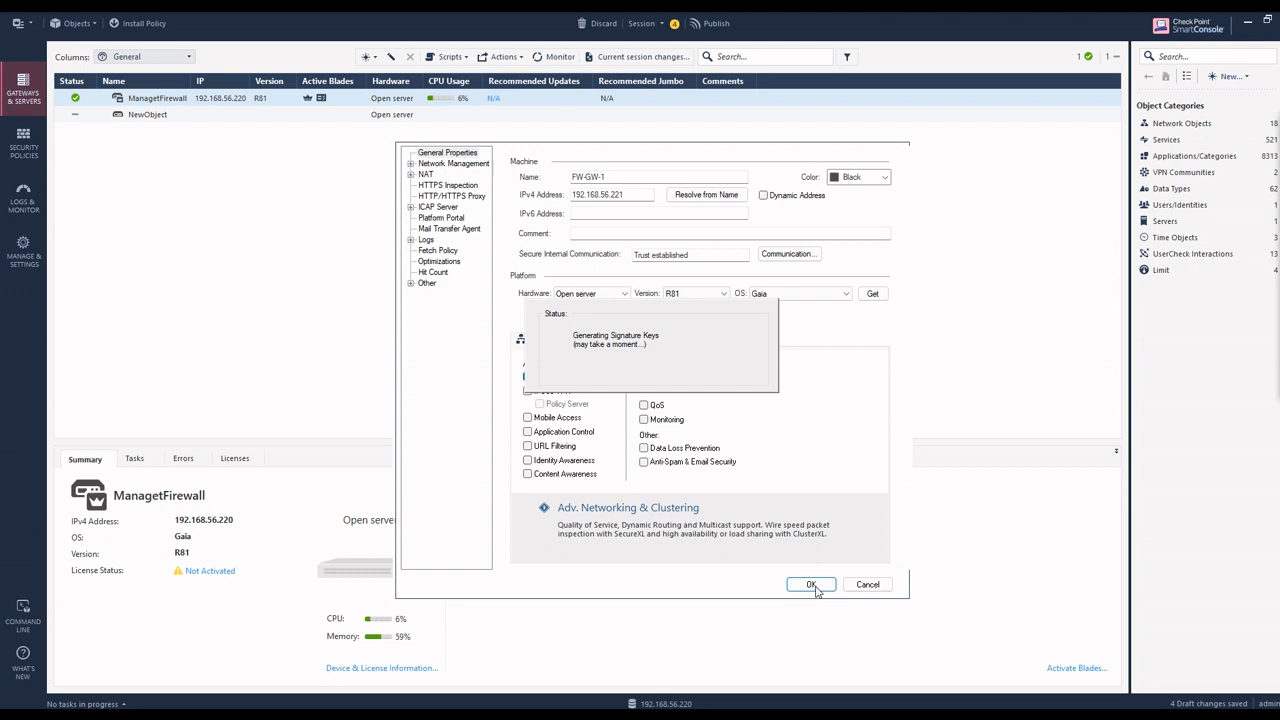 Objects
Install Policy
Discard
Session
4
Publish
Check Point
SmartConsole
Columns:
General
Scripts
Actions
Monitor
Current session changes...
Search...
1
1
Search...
New...
Status Name IP Version Active Blades Hardware CPU Usage Recommended Updates Recommended Jumbo Comments
ManagetFirewall 192.168.56.220 R81 Open server 6% N/A N/A
NewObject Open server
GATEWAYS
& SERVERS
SECURITY
POLICIES
LOGS &
MONITOR
MANAGE &
SETTINGS
COMMAND
LINE
WHAT'S
NEW
General Properties
Network Management
NAT
HTTPS Inspection
HTTP/HTTPS Proxy
ICAP Server
Platform Portal
Mail Transfer Agent
Logs
Fetch Policy
Optimizations
Hit Count
Other
Machine
Name: FW-GW-1 Color: Black
IPv4 Address: 192.168.56.221 Resolve from Name Dynamic Address
IPv6 Address:
Comment:
Secure Internal Communication: Trust established Communication...
Platform
Hardware: Open server Version: R81 OS: Gaia Get
Status:
Generating Signature Keys
(may take a moment...)
Policy Server
Mobile Access
Application Control
URL Filtering
Identity Awareness
Content Awareness
QoS
Monitoring
Other:
Data Loss Prevention
Anti-Spam & Email Security
Adv. Networking & Clustering
Quality of Service, Dynamic Routing and Multicast support. Wire speed packet
inspection with SecureXL and high availability or load sharing with ClusterXL.
OK
Cancel
Object Categories
Network Objects 18
Services 521
Applications/Categories 8313
VPN Communities 2
Data Types 62
Users/Identities 1
Servers 1
Time Objects 3
UserCheck Interactions 13
Limit 4
Summary Tasks Errors Licenses
ManagetFirewall
IPv4 Address: 192.168.56.220
OS: Gaia
Version: R81
License Status: Not Activated
Open serve
CPU: 6%
Memory: 59%
Device & License Information...
Activate Blades...
No tasks in progress
192.168.56.220
4 Draft changes saved
admin